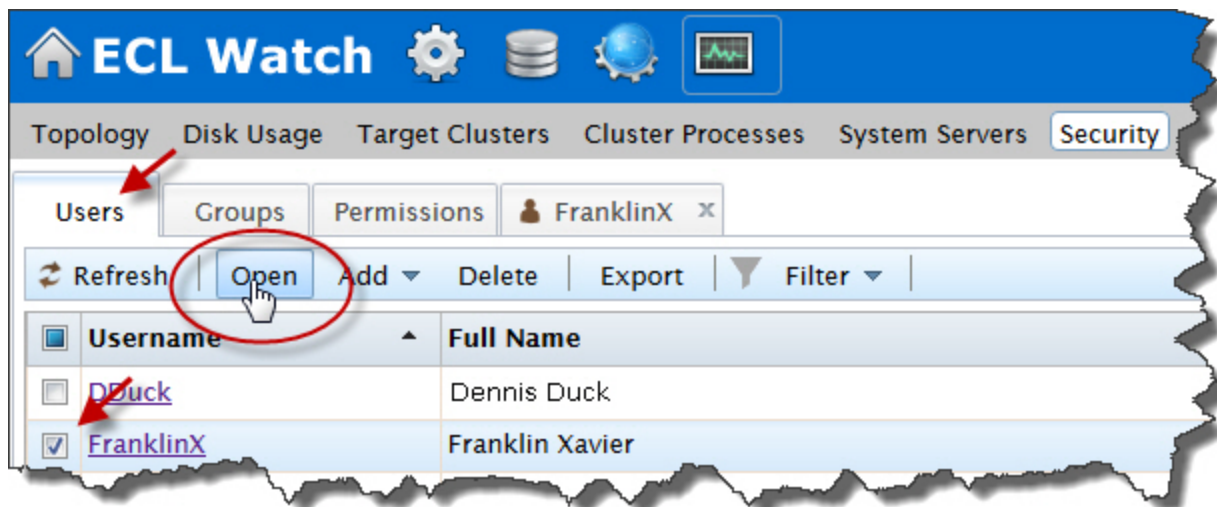 ECL Watch
Topology Disk Usage Target Clusters Cluster Processes System Servers Security
Users Groups Permissions FranklinX x
Refresh Open Add Delete Export Filter
Username Full Name
DDuck Dennis Duck
FranklinX Franklin Xavier